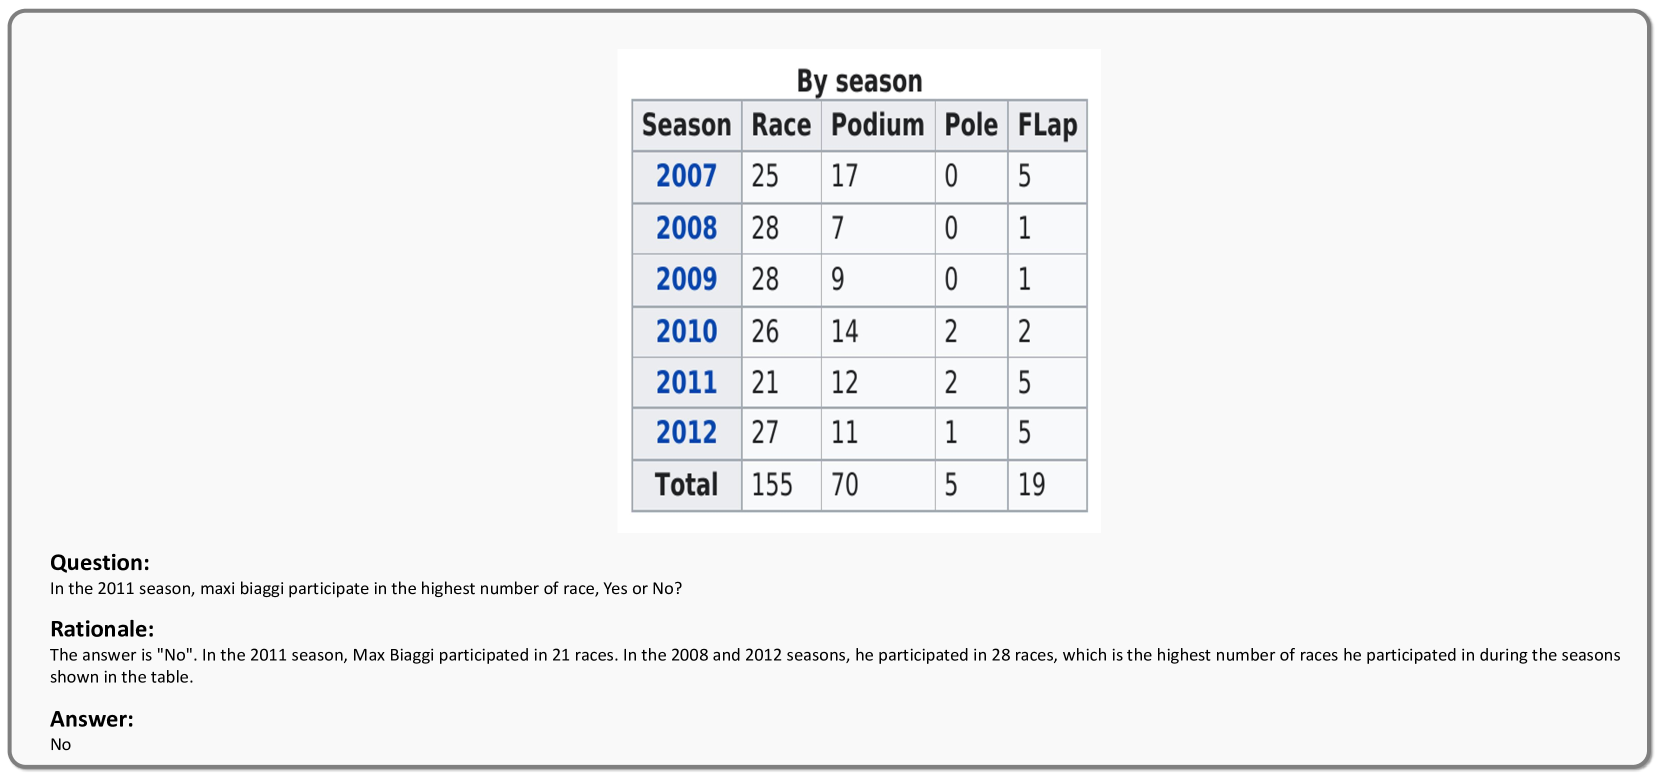 By season
Season Race Podium Pole FLap
2007 25 17 0 5
2008 28 7 0 1
2009 28 9 0 1
2010 26 14 2 2
2011 21 12 2 5
2012 27 11 1 5
Total 155 70 5 19
Question:
In the 2011 season, maxi biaggi participate in the highest number of race, Yes or No?
Rationale:
The answer is "No". In the 2011 season, Max Biaggi participated in 21 races. In the 2008 and 2012 seasons, he participated in 28 races, which is the highest number of races he participated in during the seasons
shown in the table.
Answer:
No